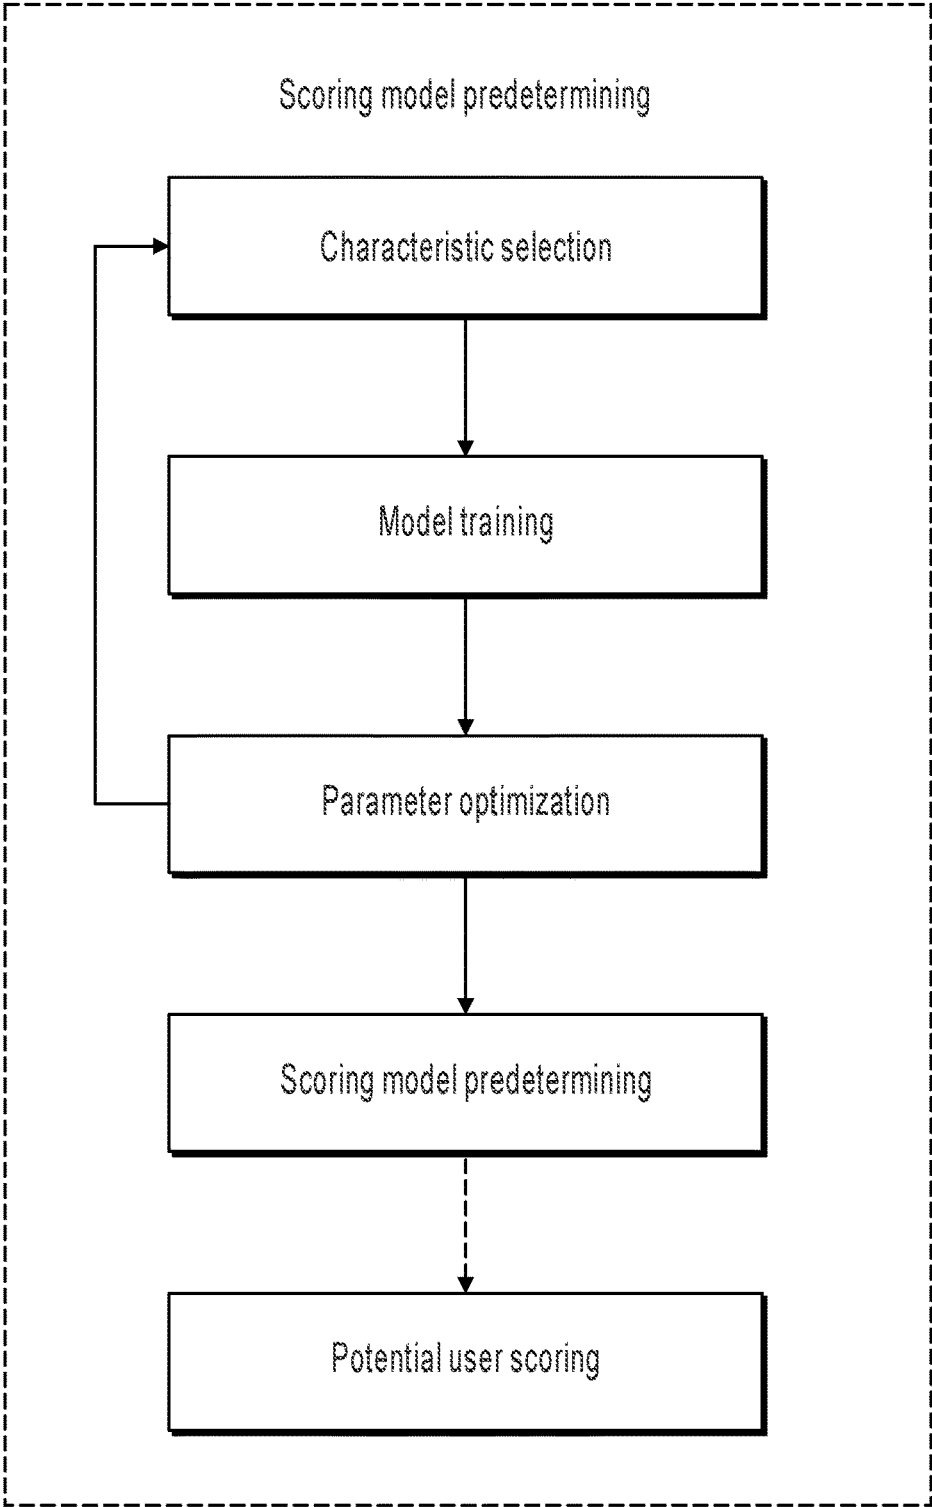 Scoring model predetermining
Characteristic selection
Model training
Parameter optimization
Scoring model predetermining
Potential user scoring